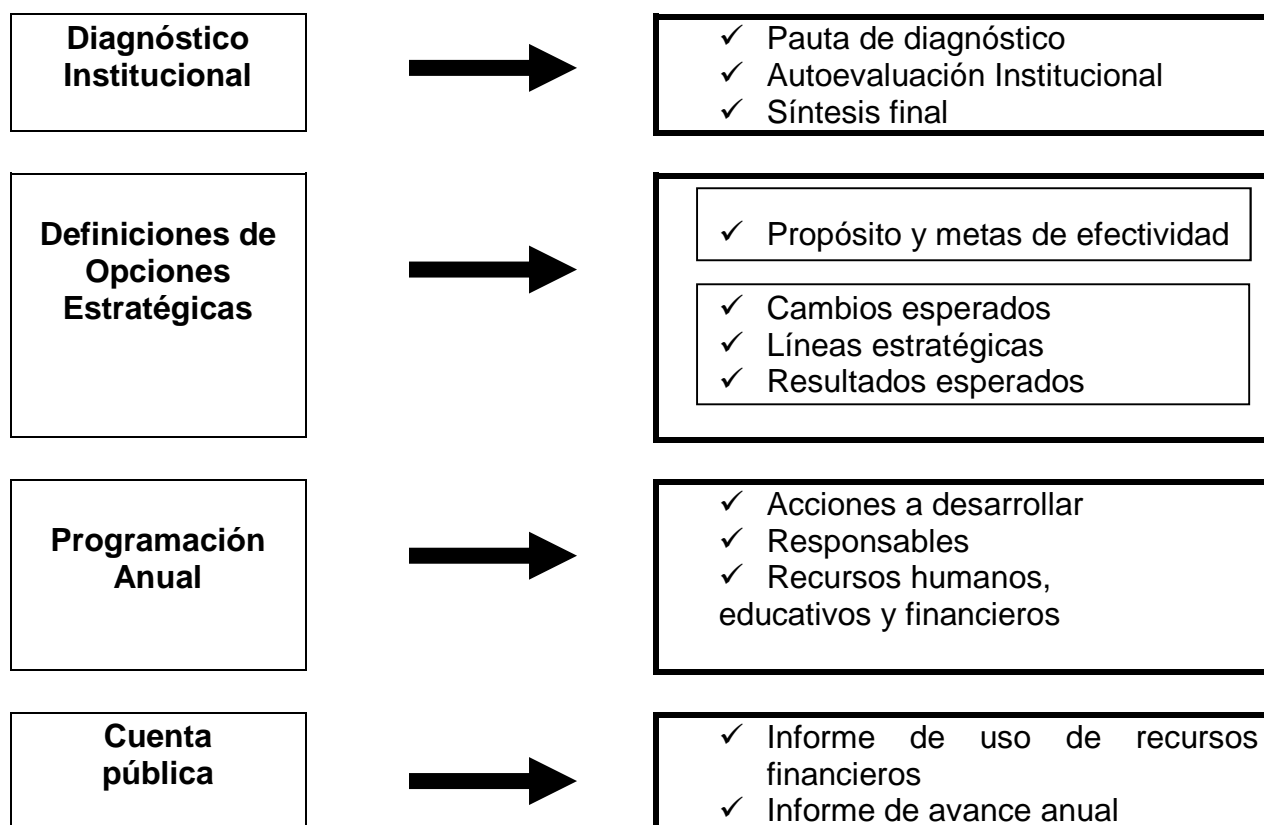 Diagnóstico
Institucional
✓ Pauta de diagnóstico
✓ Autoevaluación Institucional
✓ Síntesis final
Definiciones de
Opciones
Estratégicas
✓ Propósito y metas de efectividad
✓ Cambios esperados
✓ Líneas estratégicas
✓ Resultados esperados
Programación
Anual
✓ Acciones a desarrollar
✓ Responsables
✓ Recursos humanos,
educativos y financieros
Cuenta
pública
✓ Informe de uso de recursos
financieros
✓ Informe de avance anual